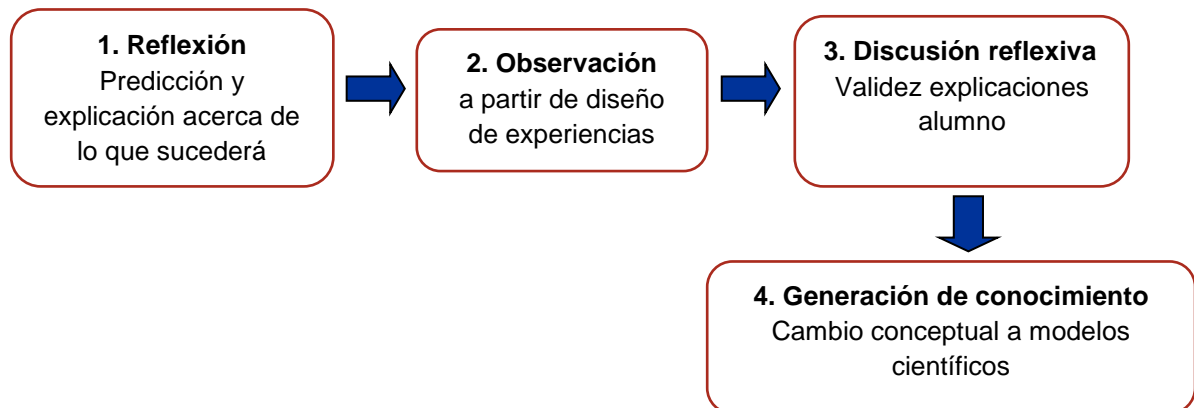 1. Reflexión
Predicción y
explicación acerca de
lo que sucederá
2. Observación
a partir de diseño
de experiencias
3. Discusión reflexiva
Validez explicaciones
alumno
4. Generación de conocimiento
Cambio conceptual a modelos
científicos